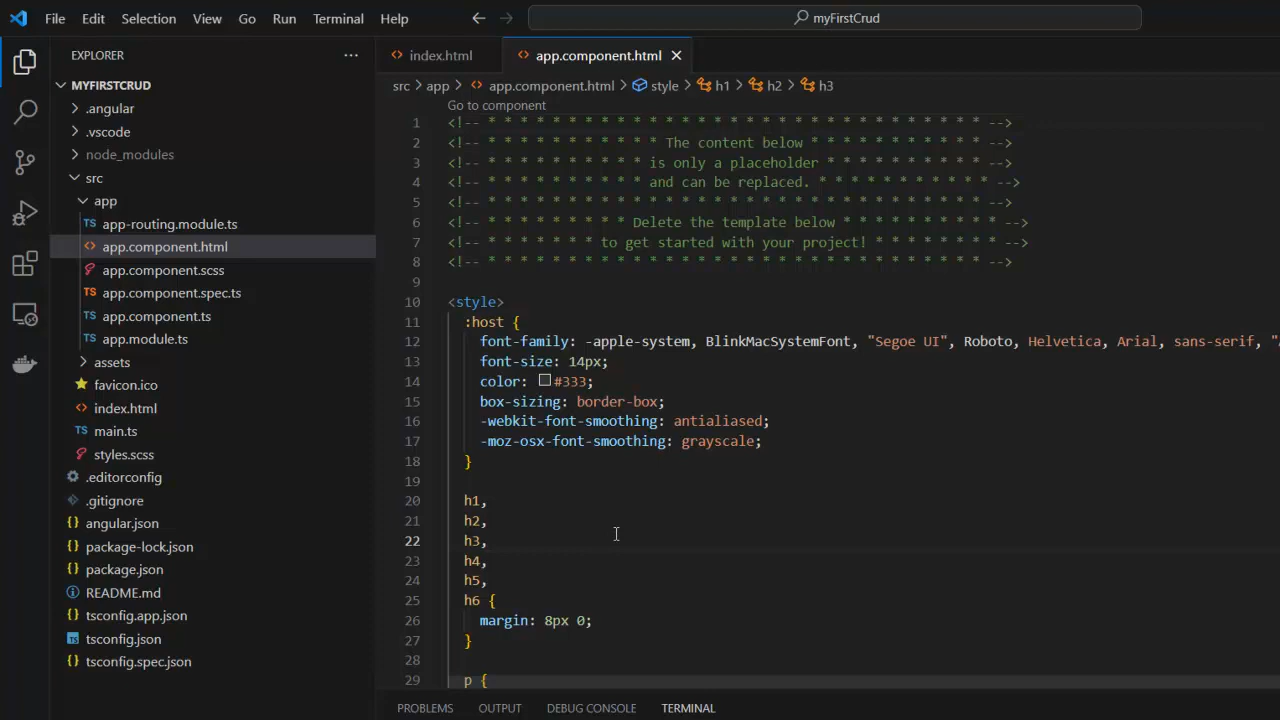 File Edit Selection View Go Run Terminal Help
myFirstCrud
EXPLORER
MYFIRSTCRUD
.angular
.vscode
node_modules
src
app
TS app-routing.module.ts
app.component.html
app.component.scss
app.component.spec.ts
TS app.component.ts
TS app.module.ts
assets
favicon.ico
index.html
TS main.ts
styles.scss
.editorconfig
.gitignore
angular.json
package-lock.json
package.json
README.md
tsconfig.app.json
tsconfig.json
tsconfig.spec.json
index.html
app.component.html
src > app > app.component.html > style > h1 > h2 > h3
Go to component
1 <!-- * * * * * * * * * * * * * * * * * * * * * * * * * * * * * * * -->
2 <!-- * * * * * * * * * * * The content below * * * * * * * * * * * -->
3 <!-- * * * * * * * * * * is only a placeholder * * * * * * * * * * -->
4 <!-- * * * * * * * * * * and can be replaced. * * * * * * * * * * * -->
5 <!-- * * * * * * * * * * * * * * * * * * * * * * * * * * * * * * * -->
6 <!-- * * * * * * * * * Delete the template below * * * * * * * * * * -->
7 <!-- * * * * * * * to get started with your project! * * * * * * * * -->
8 <!-- * * * * * * * * * * * * * * * * * * * * * * * * * * * * * * * -->
9
10 <style>
11 :host {
12 font-family: -apple-system, BlinkMacSystemFont, "Segoe UI", Roboto, Helvetica, Arial, sans-serif,
13 font-size: 14px;
14 color: #333;
15 box-sizing: border-box;
16 -webkit-font-smoothing: antialiased;
17 -moz-osx-font-smoothing: grayscale;
18 }
19
20 h1,
21 h2,
22 h3,
23 h4,
24 h5,
25 h6 {
26 margin: 8px 0;
27 }
28
29 p {
PROBLEMS OUTPUT DEBUG CONSOLE TERMINAL